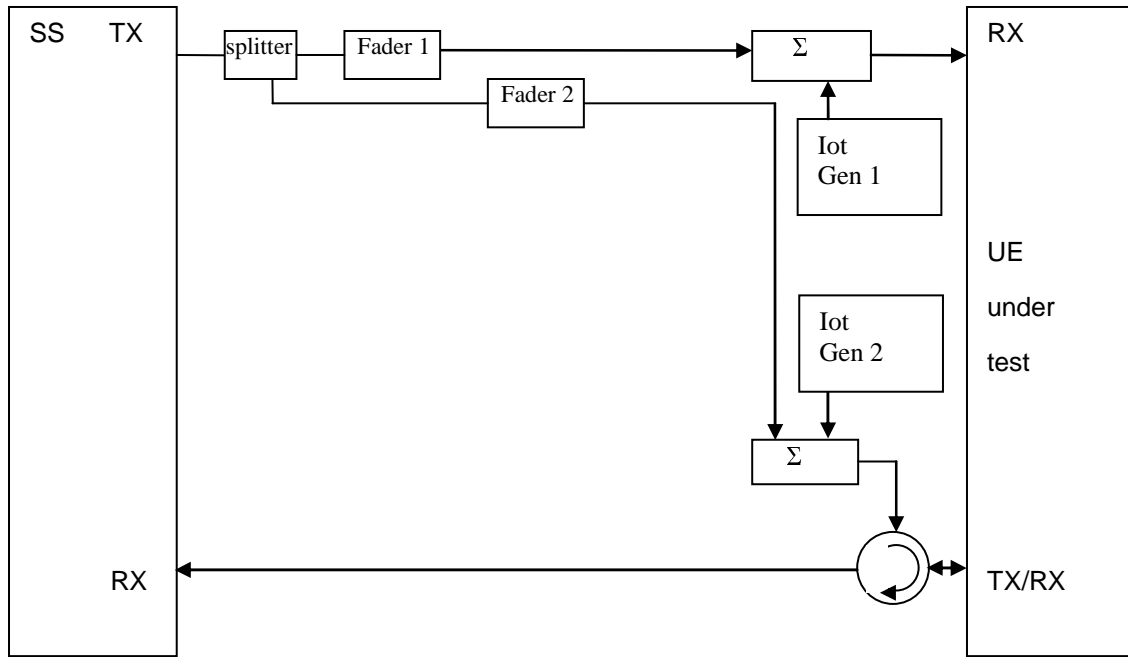 SS TX
splitter
Fader 1
Σ
RX
Fader 2
Iot
Gen 1
UE
under
test
Iot
Gen 2
Σ
RX
TX/RX